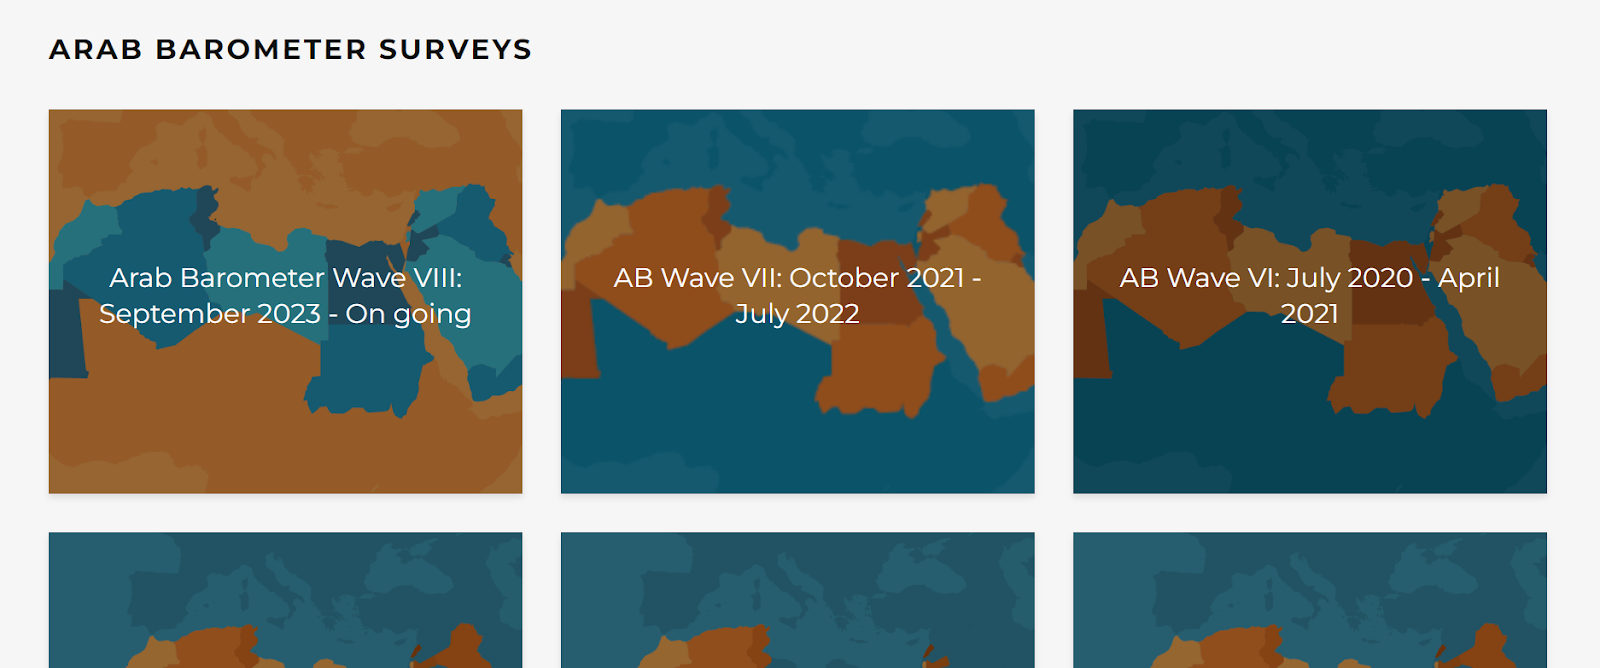 ARAB BAROMETER SURVEYS
Arab Barometer Wave VIII:
September 2023 - On going
AB Wave VII: October 2021 -
July 2022
AB Wave VI: July 2020 - April
2021